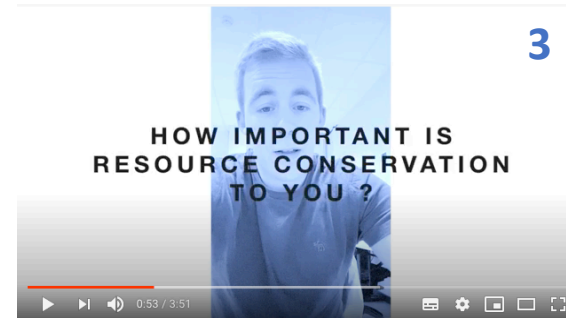 3
HOW IMPORTANT IS
RESOURCE CONSERVATION
TO YOU ?
0:53 / 3:51